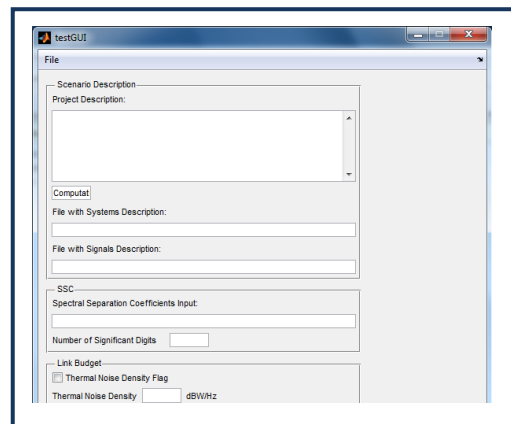 testGUI
File
Scenario Description
Project Description:
Computat
File with Systems Description:
File with Signals Description:
SSC
Spectral Separation Coefficients Input:
Number of Significant Digits
Link Budget
Thermal Noise Density Flag
Thermal Noise Density dBW/Hz